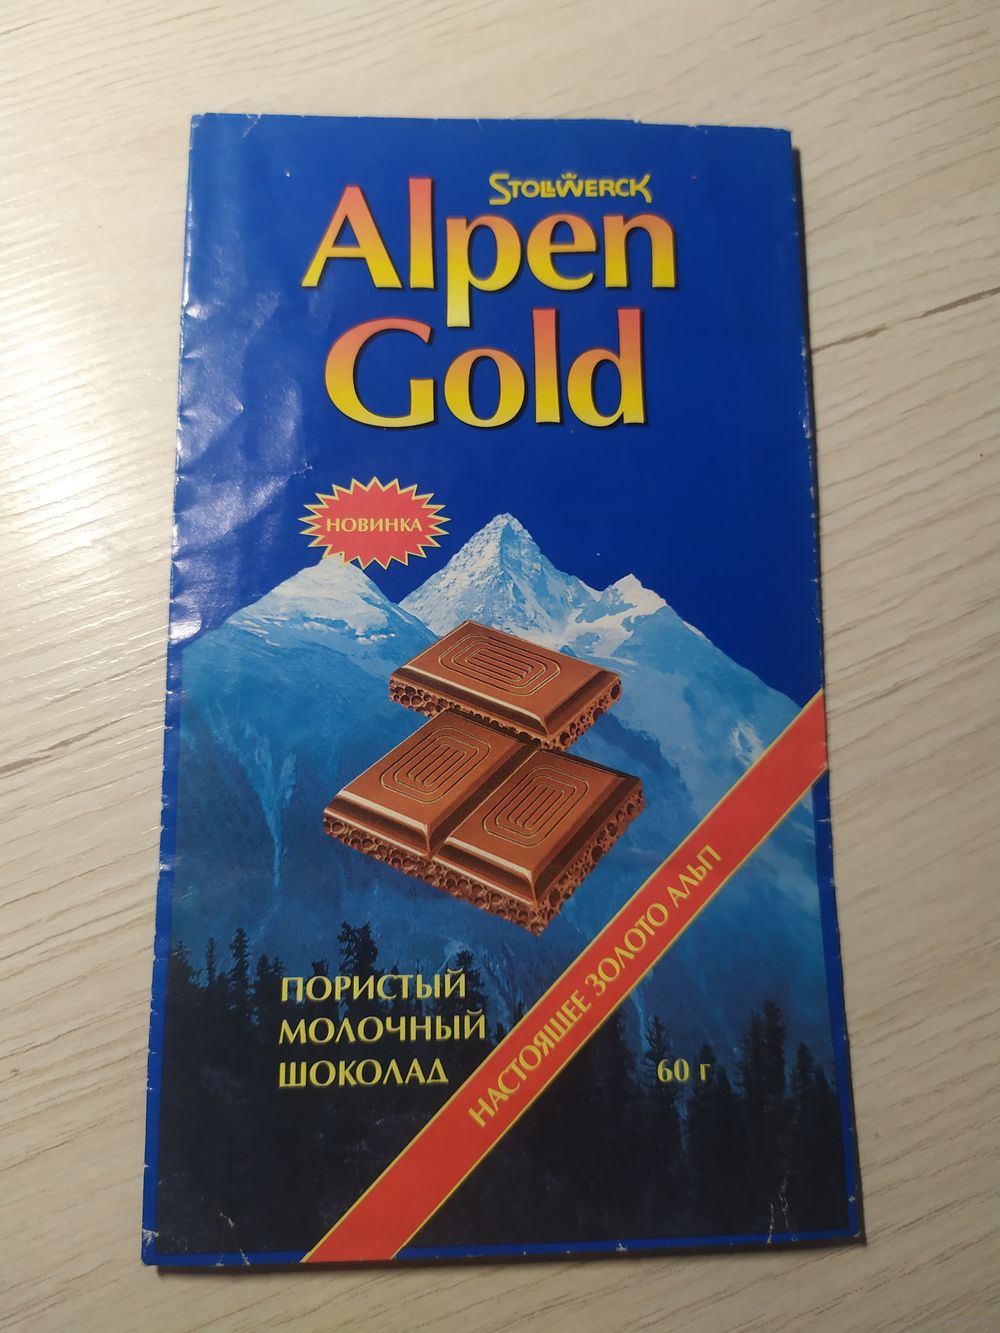 STOLLWERCK
Alpen
Gold
НОВИНКА
ПОРИСТЫЙ
МОЛОЧНЫЙ
ШОКОЛАД
НАСТОЯЩЕЕ ЗОЛОТО АЛЬП
60 г